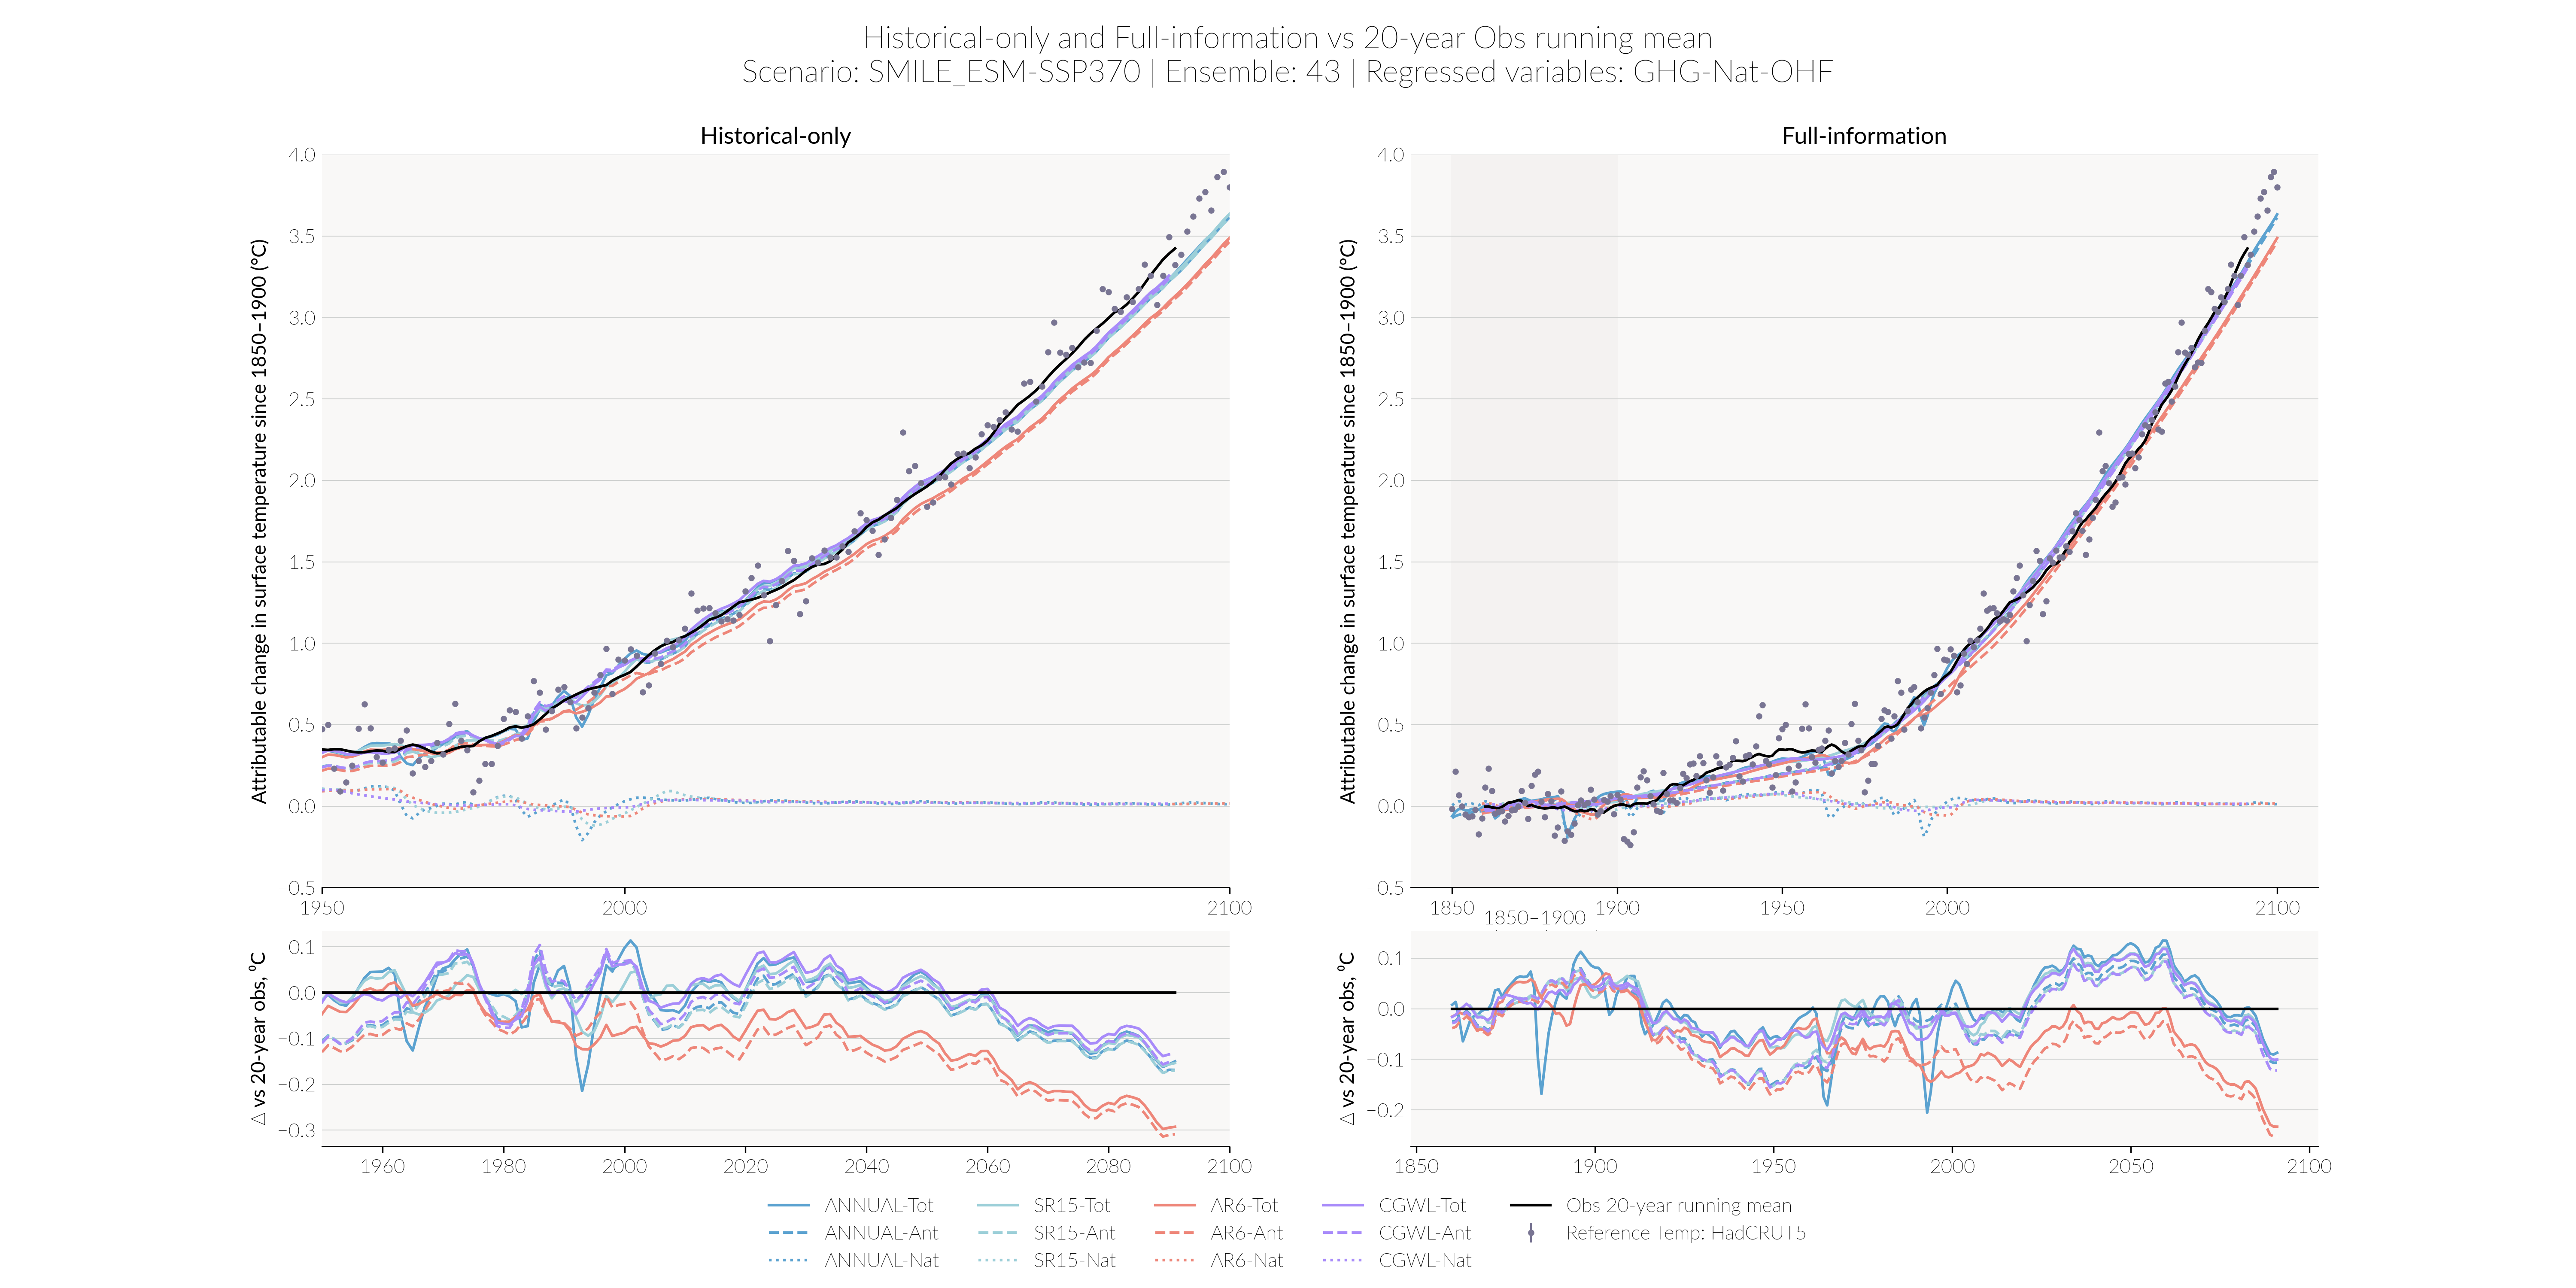 Historical-only and Full-information vs 20-year Obs running mean
Scenario: SMILE_ESM-SSP370 | Ensemble: 43 | Regressed variables: GHG-Nat-OHF
Historical-only
Attributable change in surface temperature since 1850–1900 (°C)
4.0
3.5
3.0
2.5
2.0
1.5
1.0
0.5
0.0
−0.5
1950
2000
2100
Full-information
Attributable change in surface temperature since 1850–1900 (°C)
4.0
3.5
3.0
2.5
2.0
1.5
1.0
0.5
0.0
−0.5
1850
1850–1900
1900
1950
2000
2100
Δ vs 20-year obs, ⁰C
0.1
0.0
−0.1
−0.2
−0.3
1960
1980
2000
2020
2040
2060
2080
2100
Δ vs 20-year obs, ⁰C
0.1
0.0
−0.1
−0.2
1850
1900
1950
2000
2050
2100
ANNUAL-Tot
ANNUAL-Ant
ANNUAL-Nat
SR15-Tot
SR15-Ant
SR15-Nat
AR6-Tot
AR6-Ant
AR6-Nat
CGWL-Tot
CGWL-Ant
CGWL-Nat
Obs 20-year running mean
Reference Temp: HadCRUT5